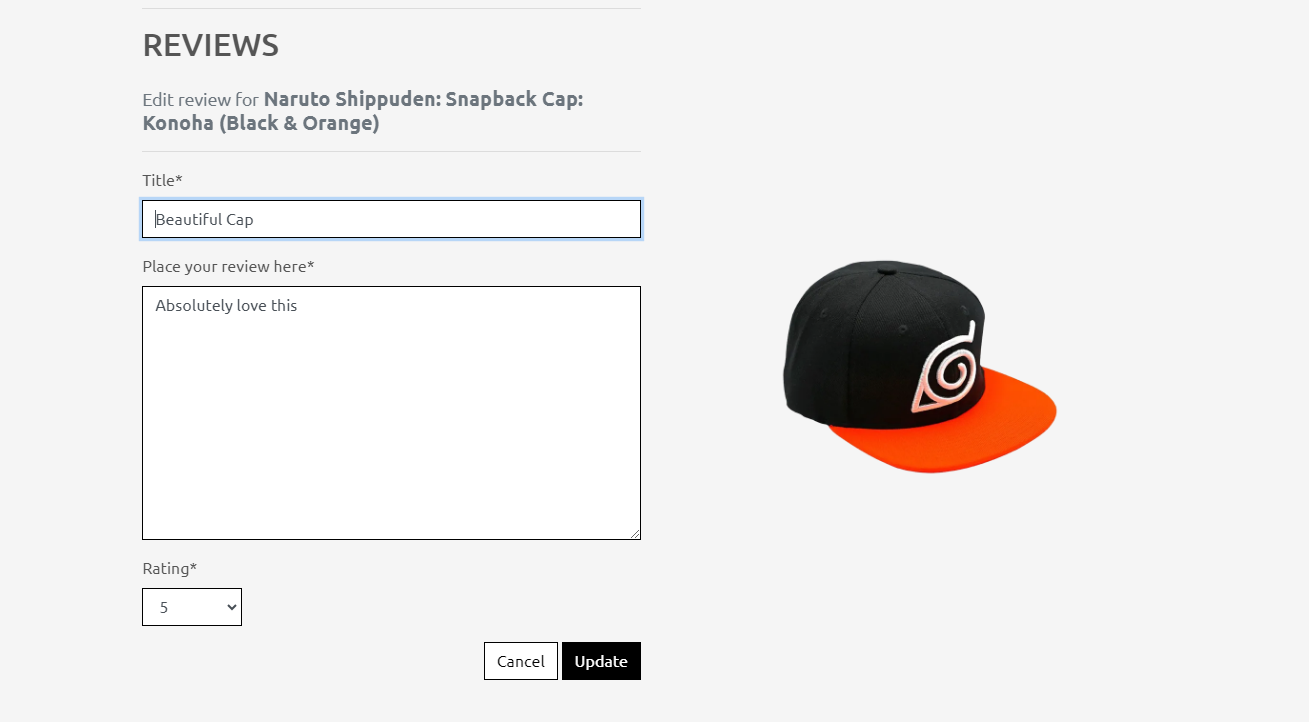 REVIEWS
Edit review for Naruto Shippuden: Snapback Cap:
Konoha (Black & Orange)
Title*
Beautiful Cap
Place your review here*
Absolutely love this
Rating*
5
Cancel Update